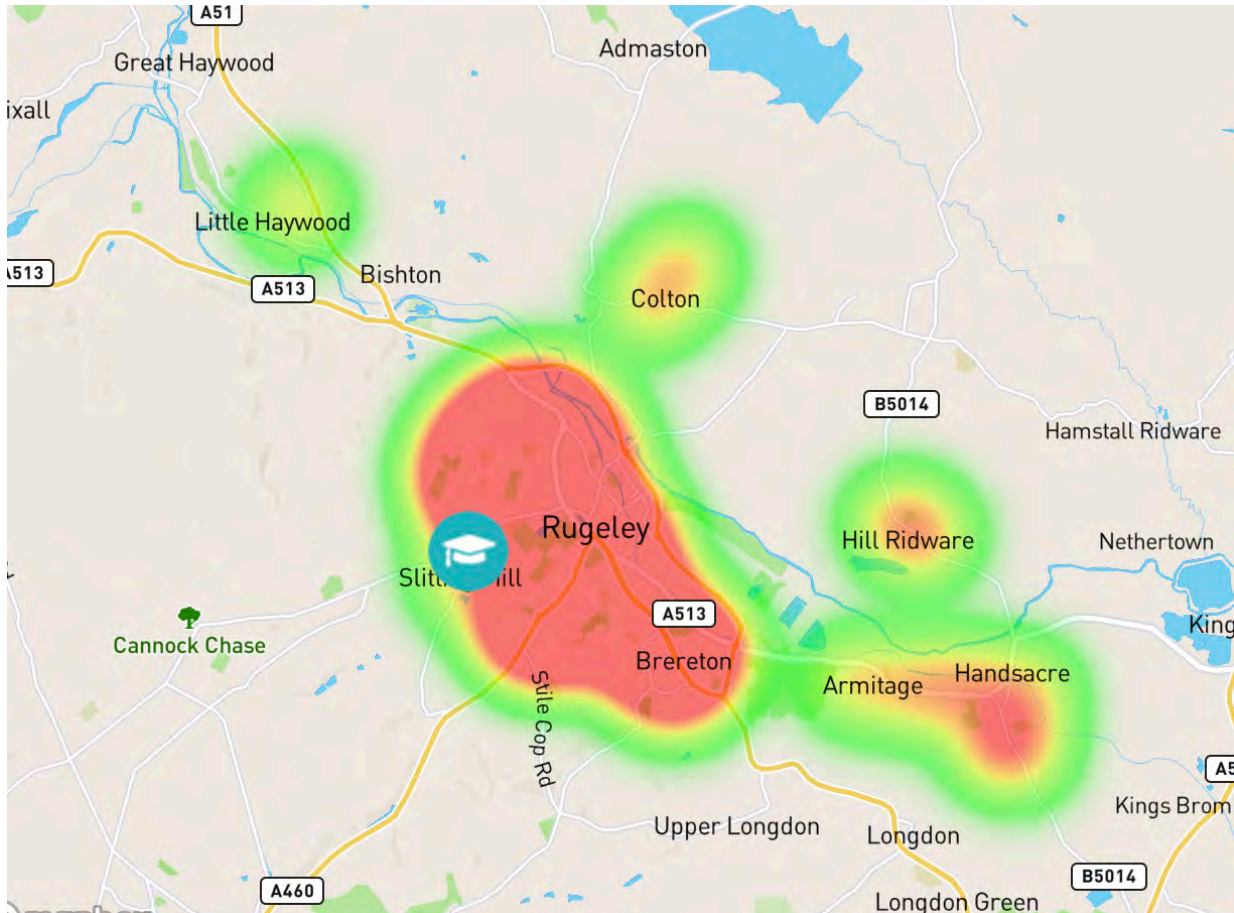 A51
Admaston
Great Haywood
ixall
Little Haywood
Bishton
A513
A513
Colton
B5014
Hamstall Ridware
Rugeley
Hill Ridware
Nethertown
A513
Cannock Chase
King
Brereton
Handsacre
Armitage
Stile Cop Rd
Kings Brom
Upper Longdon
Longdon
A460
B5014
Longdon Green